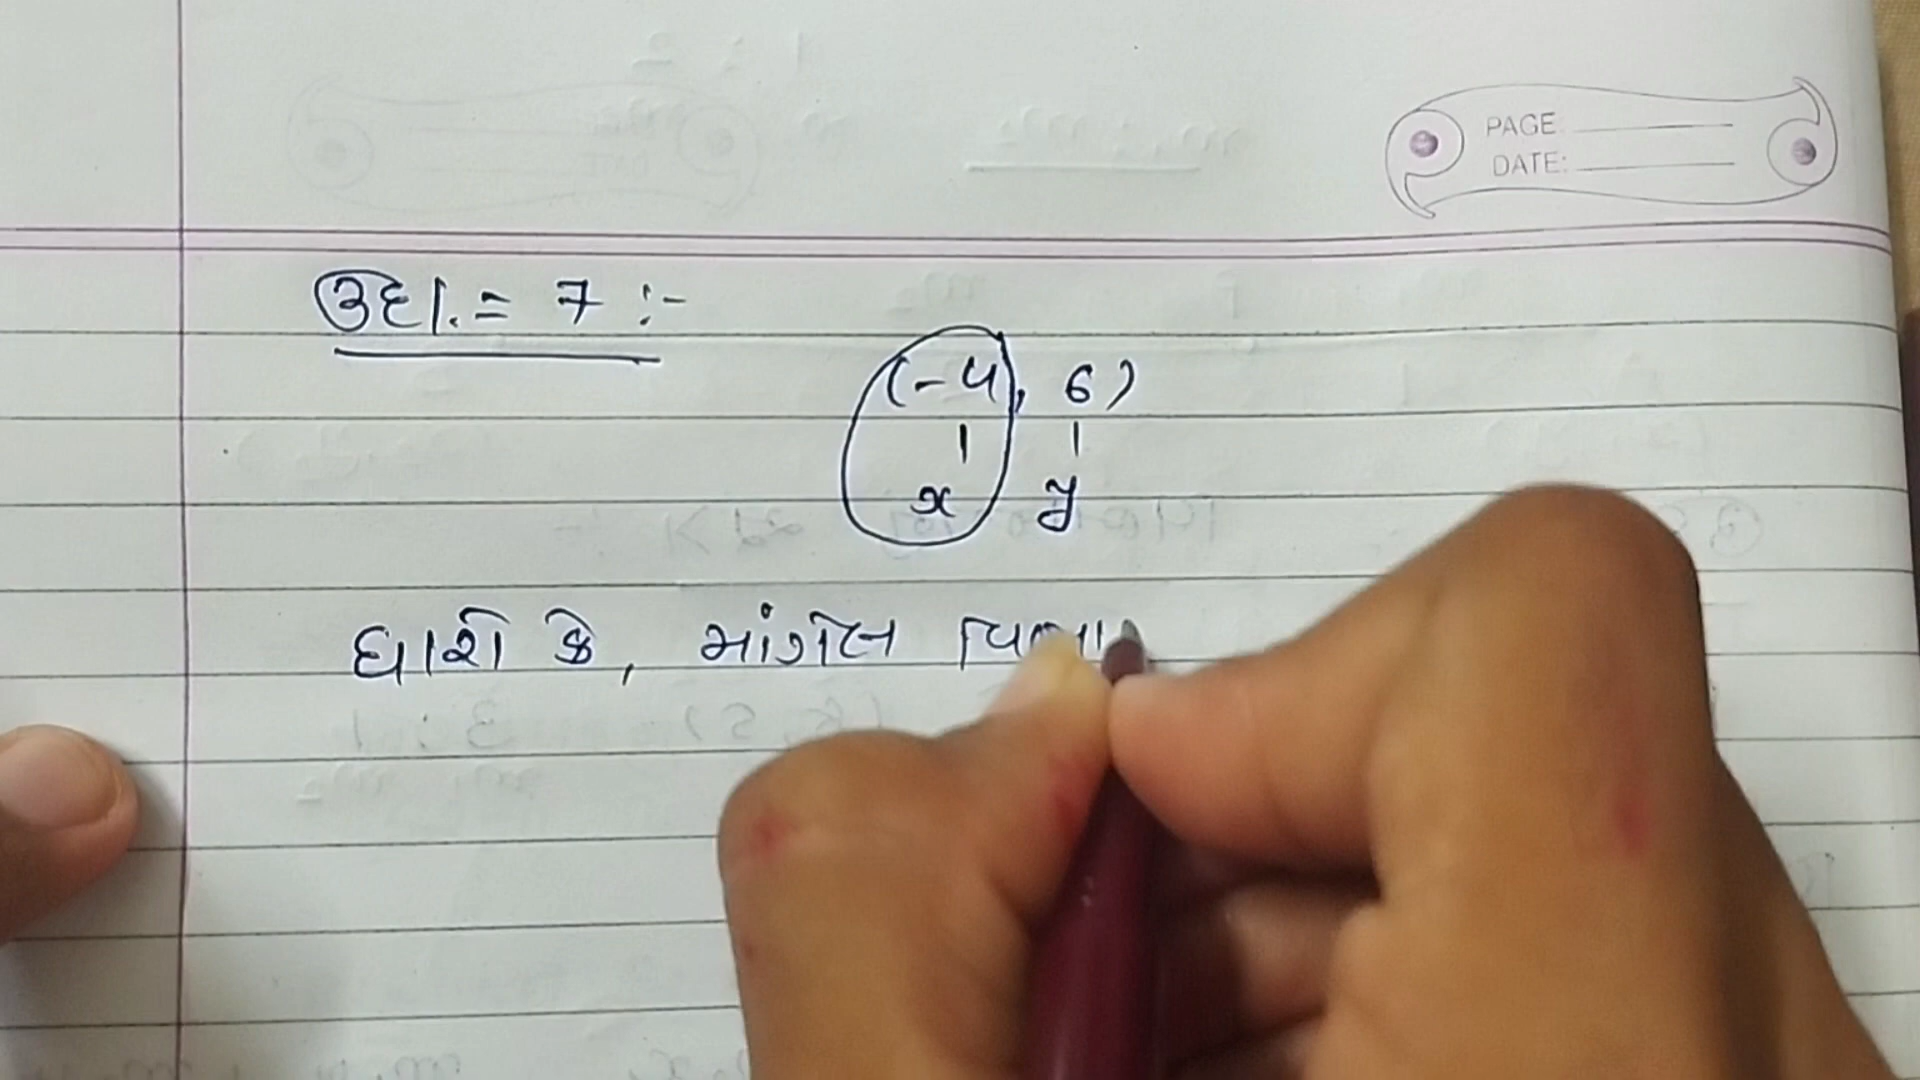 PAGE
DATE:
ઉદા. = 7 :-
(-4, 6)
x y
ધારો કે, માંગેલ